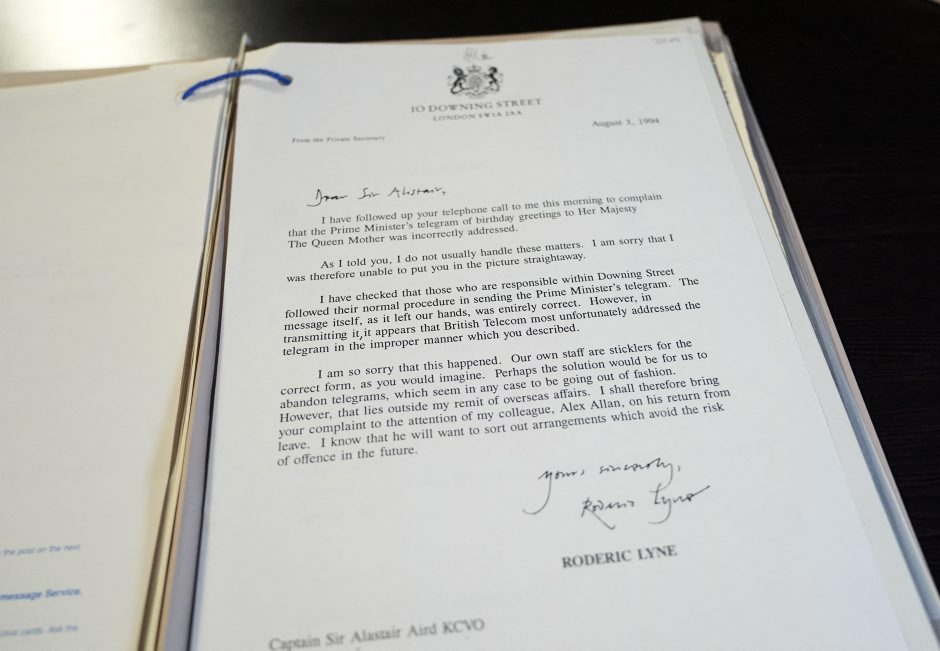 10 DOWNING STREET
LONDON SW1A 2AA
From the Private Secretary
August 3, 1994
Dear Sir Alistair,
I have followed up your telephone call to me this morning to complain
that the Prime Minister's telegram of birthday greetings to Her Majesty
The Queen Mother was incorrectly addressed.
As I told you, I do not usually handle these matters. I am sorry that I
was therefore unable to put you in the picture straightaway.
I have checked that those who are responsible within Downing Street
followed their normal procedure in sending the Prime Minister's telegram. The
message itself, as it left our hands, was entirely correct. However, in
transmitting it, it appears that British Telecom most unfortunately addressed the
telegram in the improper manner which you described.
I am so sorry that this happened. Our own staff are sticklers for the
correct form, as you would imagine. Perhaps the solution would be for us to
abandon telegrams, which seem in any case to be going out of fashion.
However, that lies outside my remit of overseas affairs. I shall therefore bring
your complaint to the attention of my colleague, Alex Allan, on his return from
leave. I know that he will want to sort out arrangements which avoid the risk
of offence in the future.
Yours sincerely,
Roderic Lyne
RODERIC LYNE
Captain Sir Alastair Aird KCVO
the post on the next
message Service.
cards. Ask the